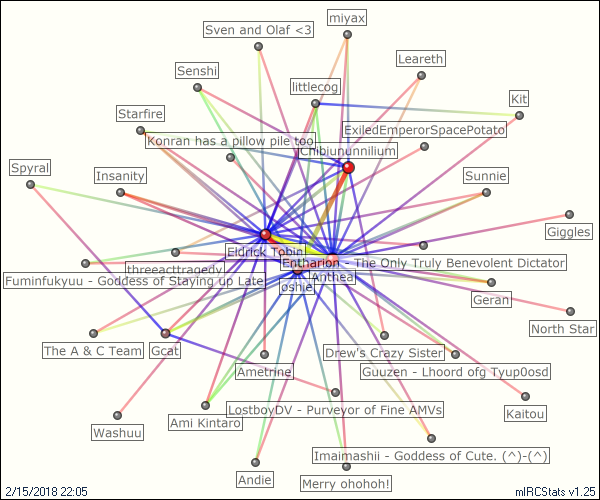 miyax
Sven and Olaf <3
Leareth
Senshi
littlecog
Kit
Starfire
ExiledEmperorSpacePotato
Konran has a pillow pile too
Chibiununnilium
Spyral
Insanity
Sunnie
Giggles
Eldrick Tobin
Entharion - The Only Truly Benevolent Dictator
threeacttragedy
Anthea
Fuminfukyuu - Goddess of Staying up Late
oshie
Geran
North Star
The A & C Team
Gcat
Drew's Crazy Sister
Ametrine
Guuzen - Lhoord ofg Tyup0osd
LostboyDV - Purveyor of Fine AMVs
Kaitou
Ami Kintaro
Washuu
Imaimashii - Goddess of Cute. (^)-(^)
Andie
Merry ohohoh!
2/15/2018 22:05
mIRCStats v1.25